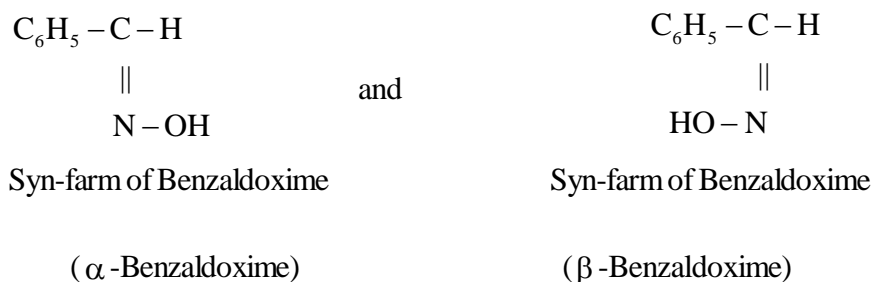 C₆H₅ – C – H
||
N – OH
Syn-farm of Benzaldoxime
(α-Benzaldoxime)
and
C₆H₅ – C – H
||
HO – N
Syn-farm of Benzaldoxime
(β-Benzaldoxime)